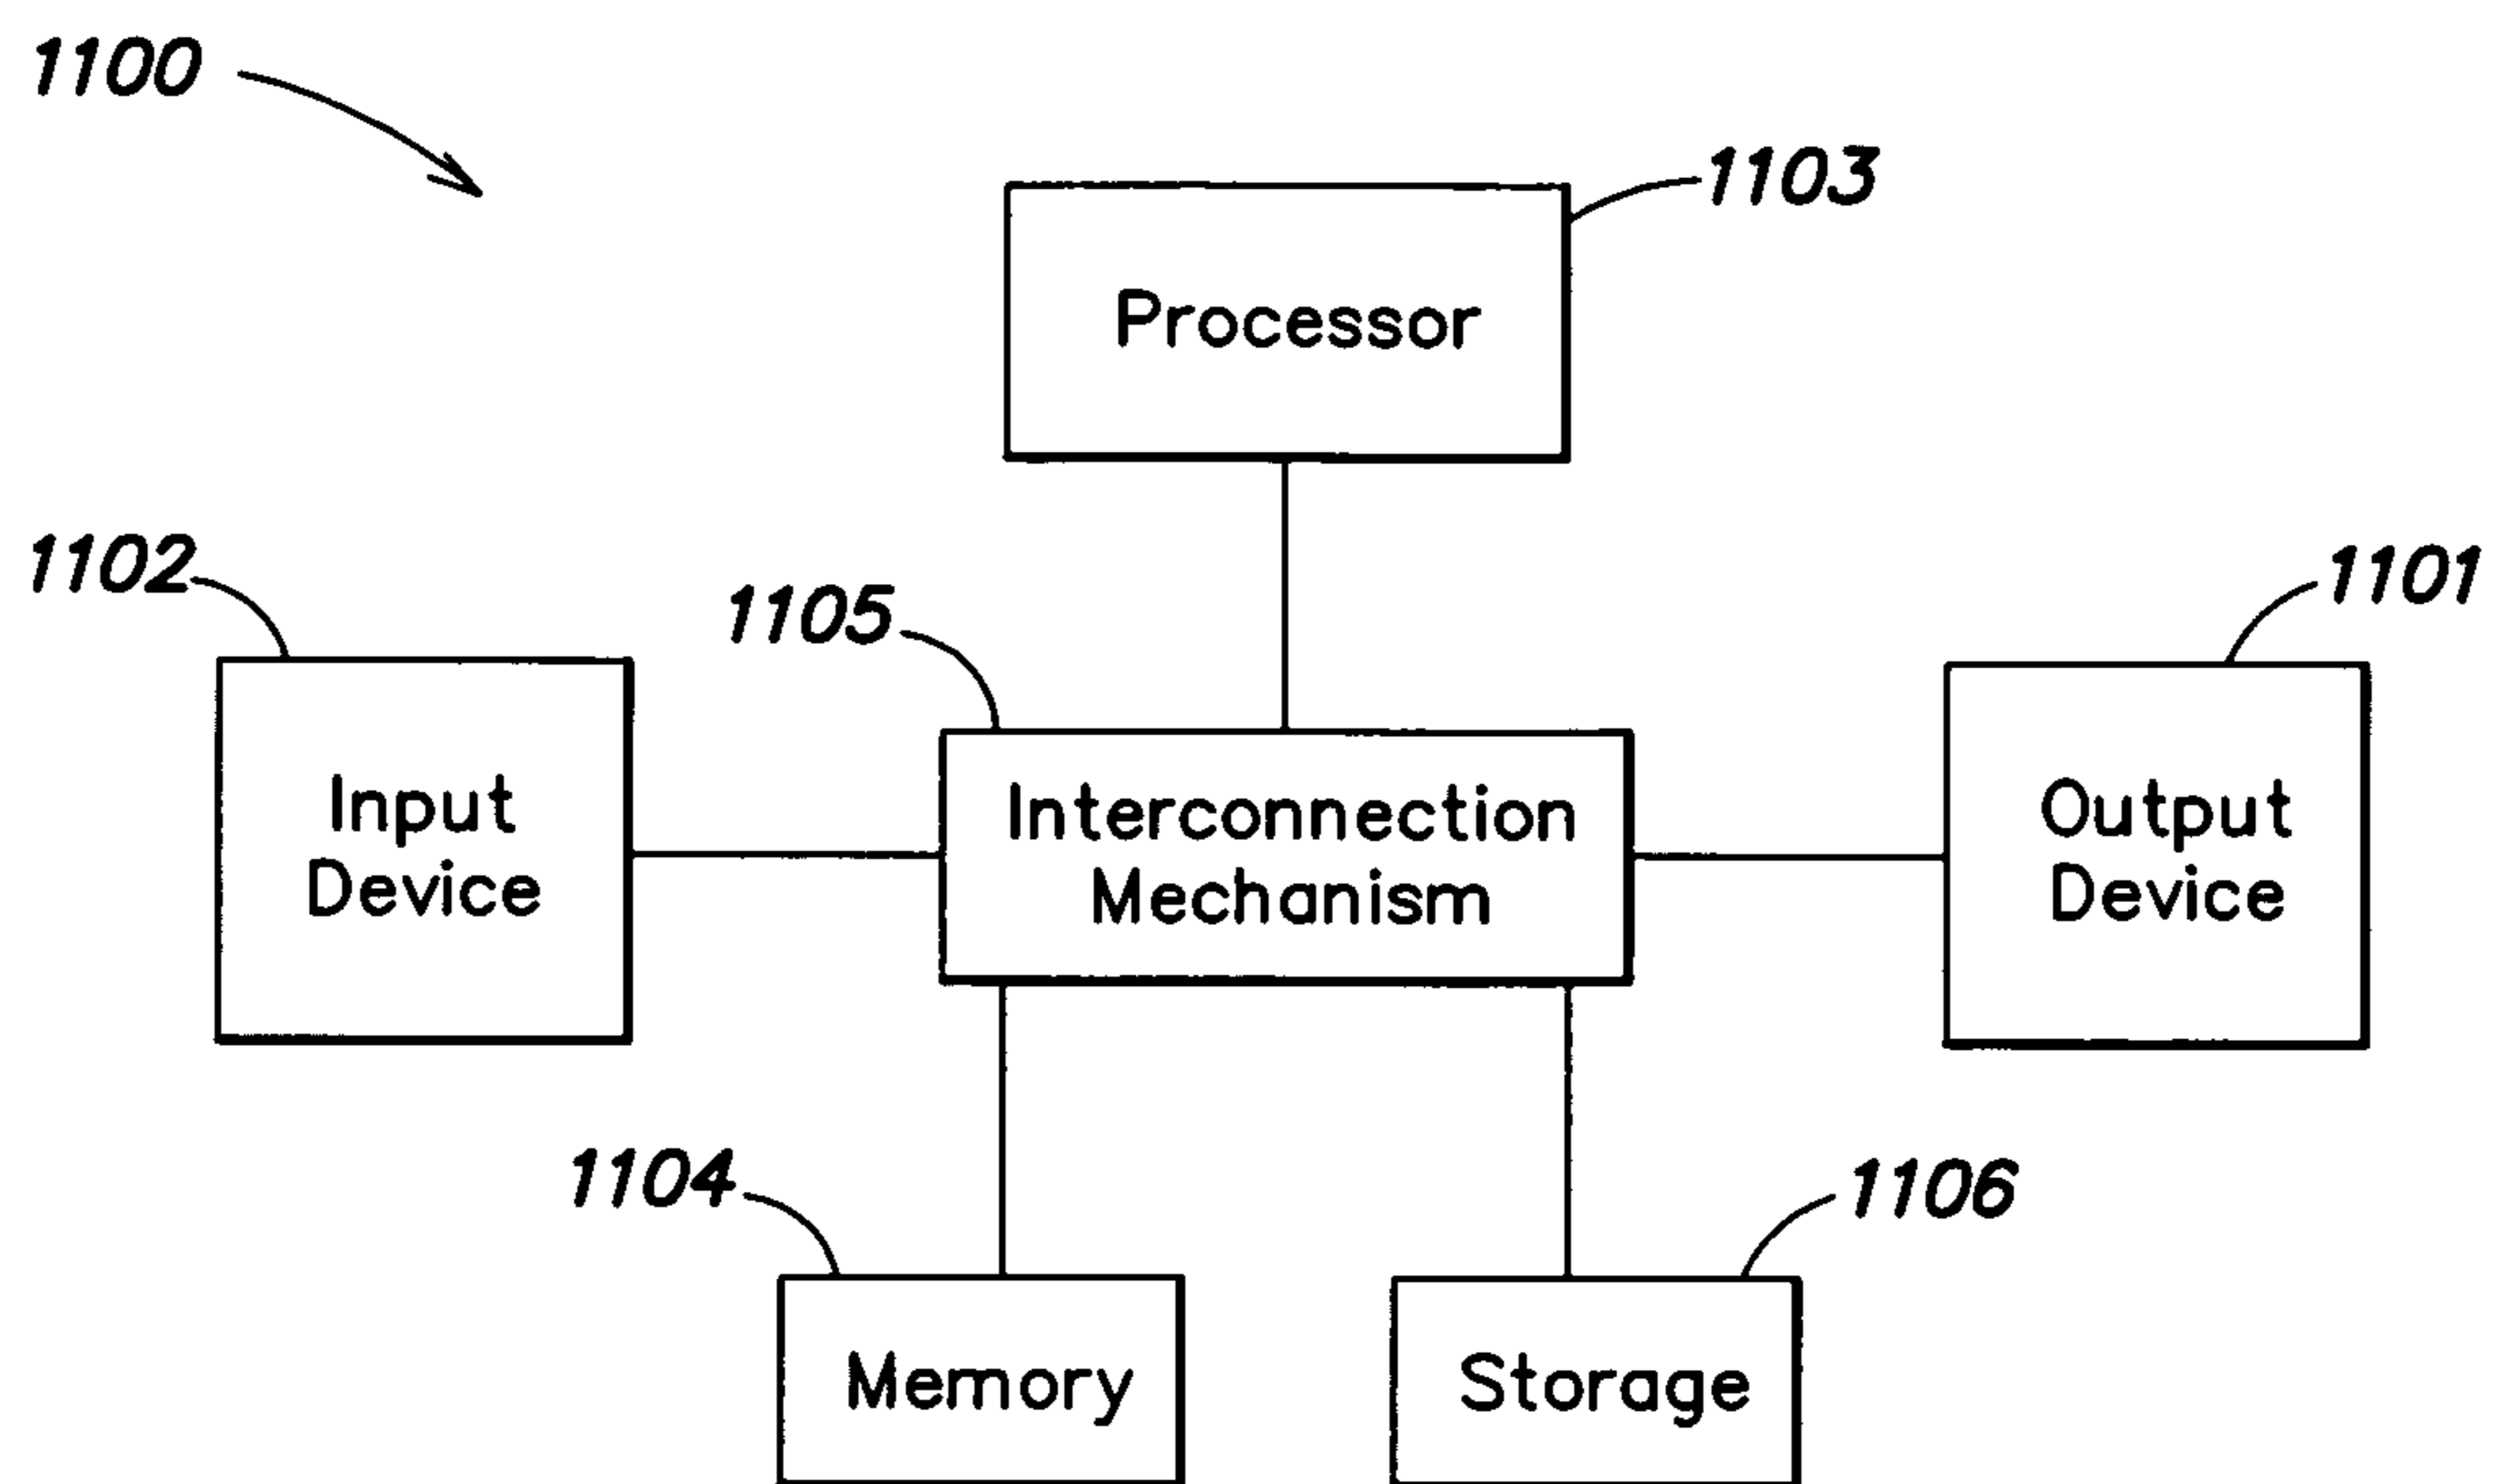 1100
1103
Processor
1102
1105
1101
Input
Device
Interconnection
Mechanism
Output
Device
1104
1106
Memory
Storage